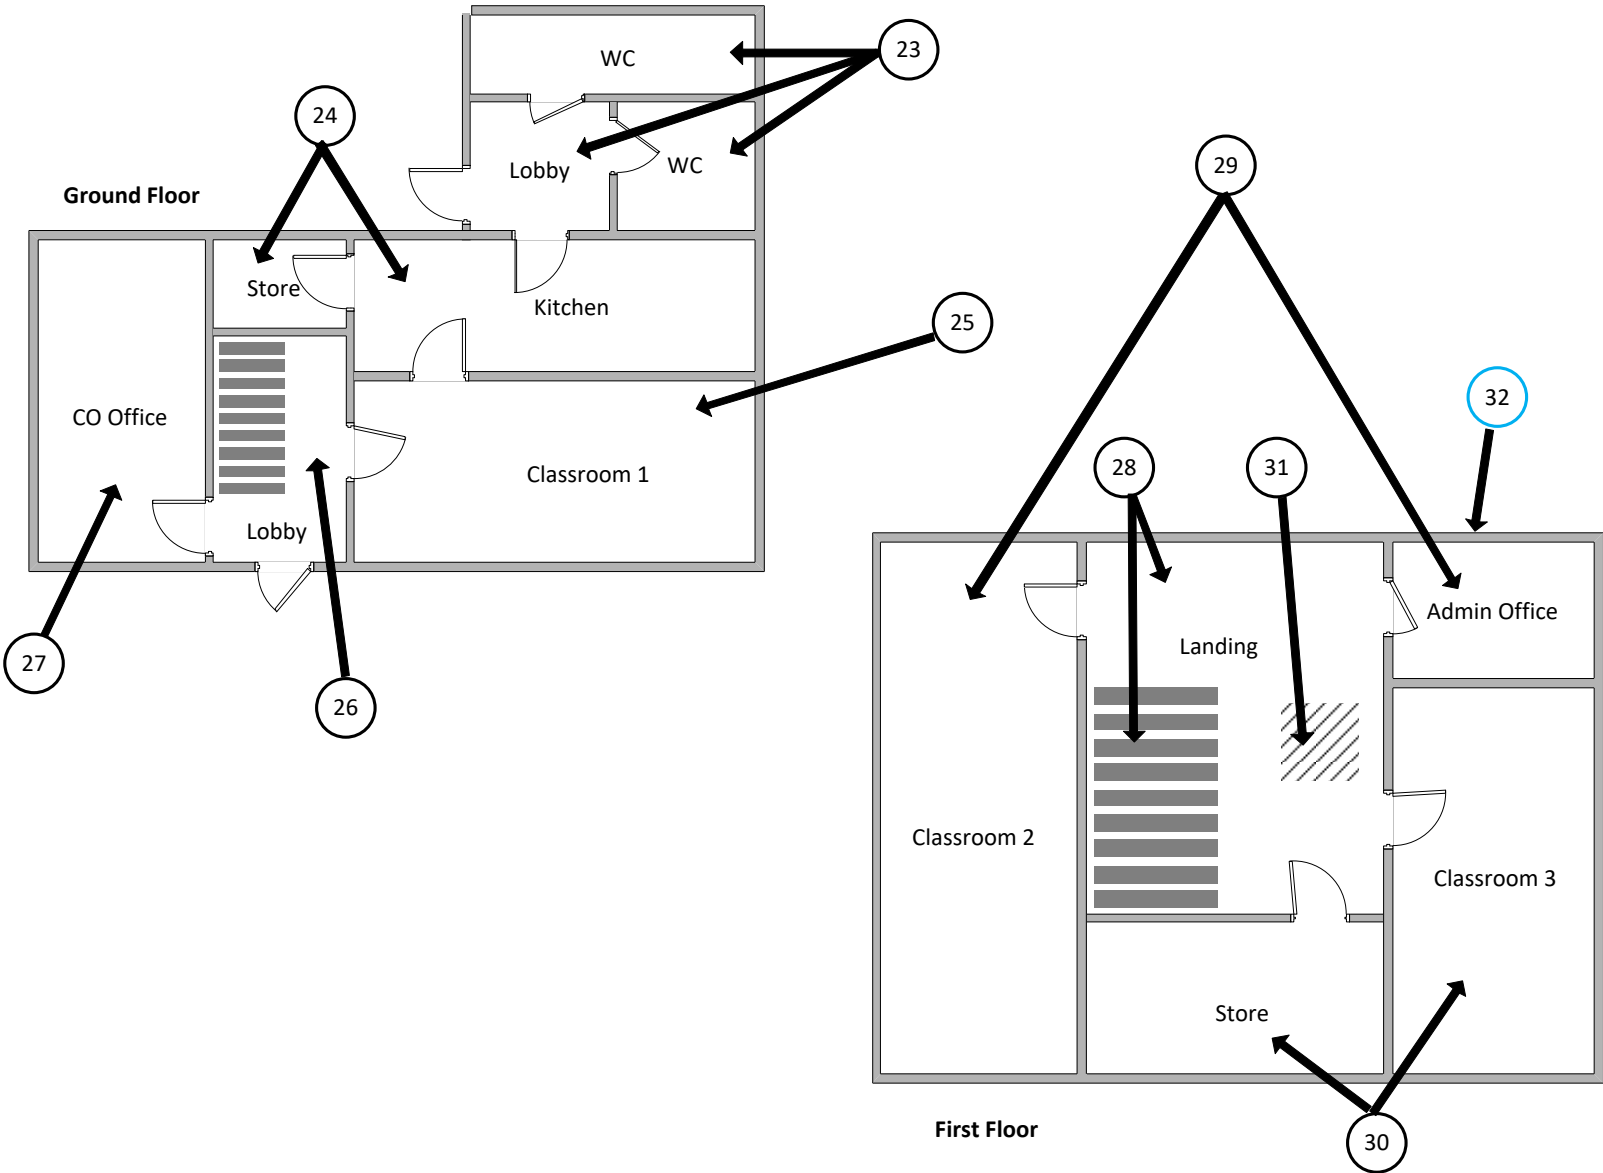 WC
23
24
Lobby
WC
Ground Floor
Store
Kitchen
25
CO Office
Classroom 1
Lobby
27
26
29
32
28
31
Admin Office
Landing
Classroom 2
Classroom 3
Store
First Floor
30